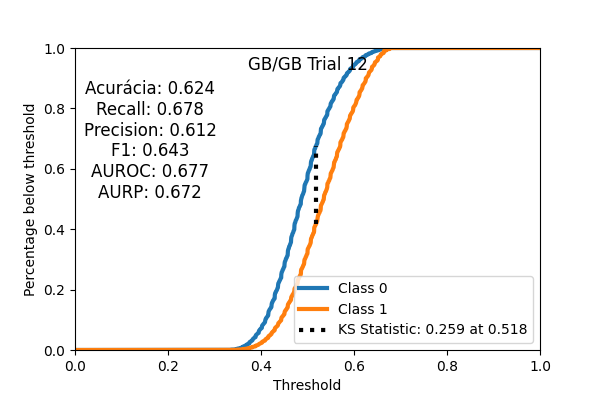 GB/GB Trial 12
Acurácia: 0.624
Recall: 0.678
Precision: 0.612
F1: 0.643
AUROC: 0.677
AURP: 0.672
Percentage below threshold
1.0
0.8
0.6
0.4
0.2
0.0
Class 0
Class 1
KS Statistic: 0.259 at 0.518
0.0 0.2 0.4 0.6 0.8 1.0
Threshold